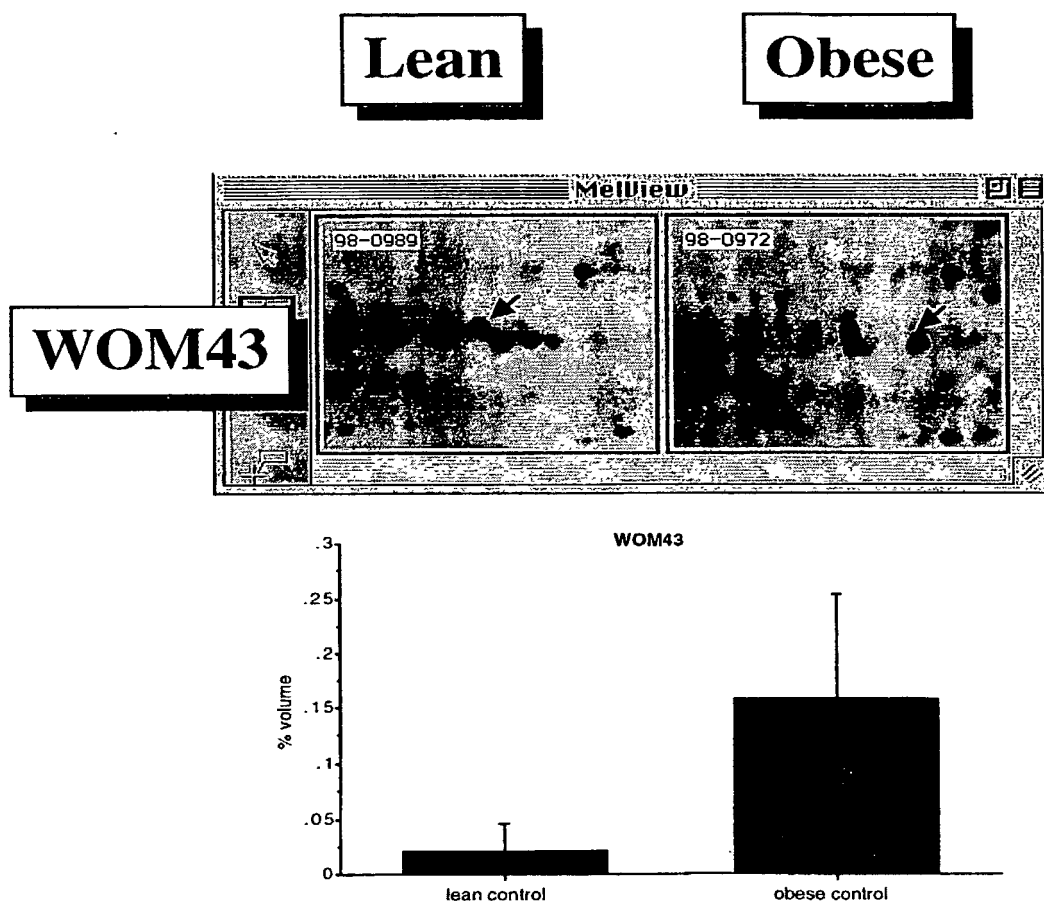 Lean
Obese
MelView
98-0989
98-0972
WOM43
WOM43
.3
.25
.2
.15
.1
.05
0
% volume
lean control
obese control